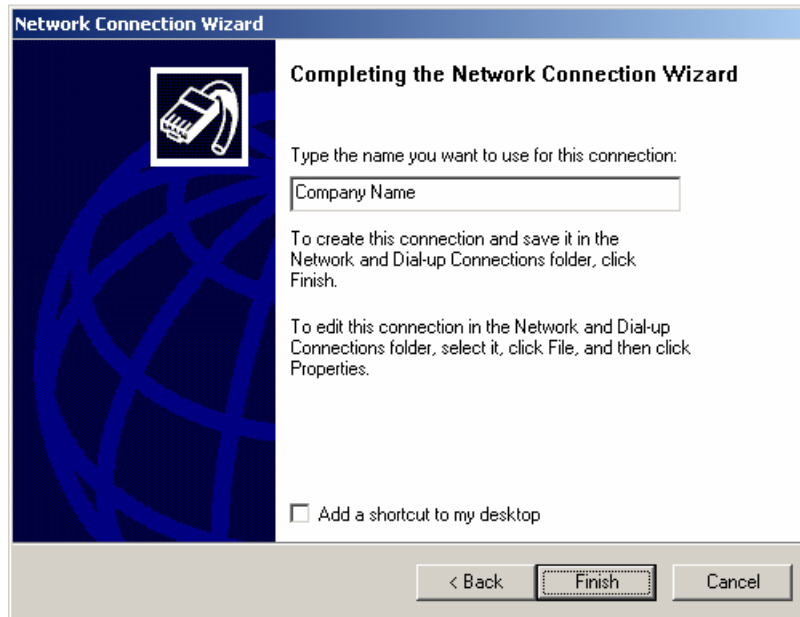 Network Connection Wizard
Completing the Network Connection Wizard
Type the name you want to use for this connection:
Company Name
To create this connection and save it in the
Network and Dial-up Connections folder, click
Finish.
To edit this connection in the Network and Dial-up
Connections folder, select it, click File, and then click
Properties.
Add a shortcut to my desktop
< Back
Finish
Cancel